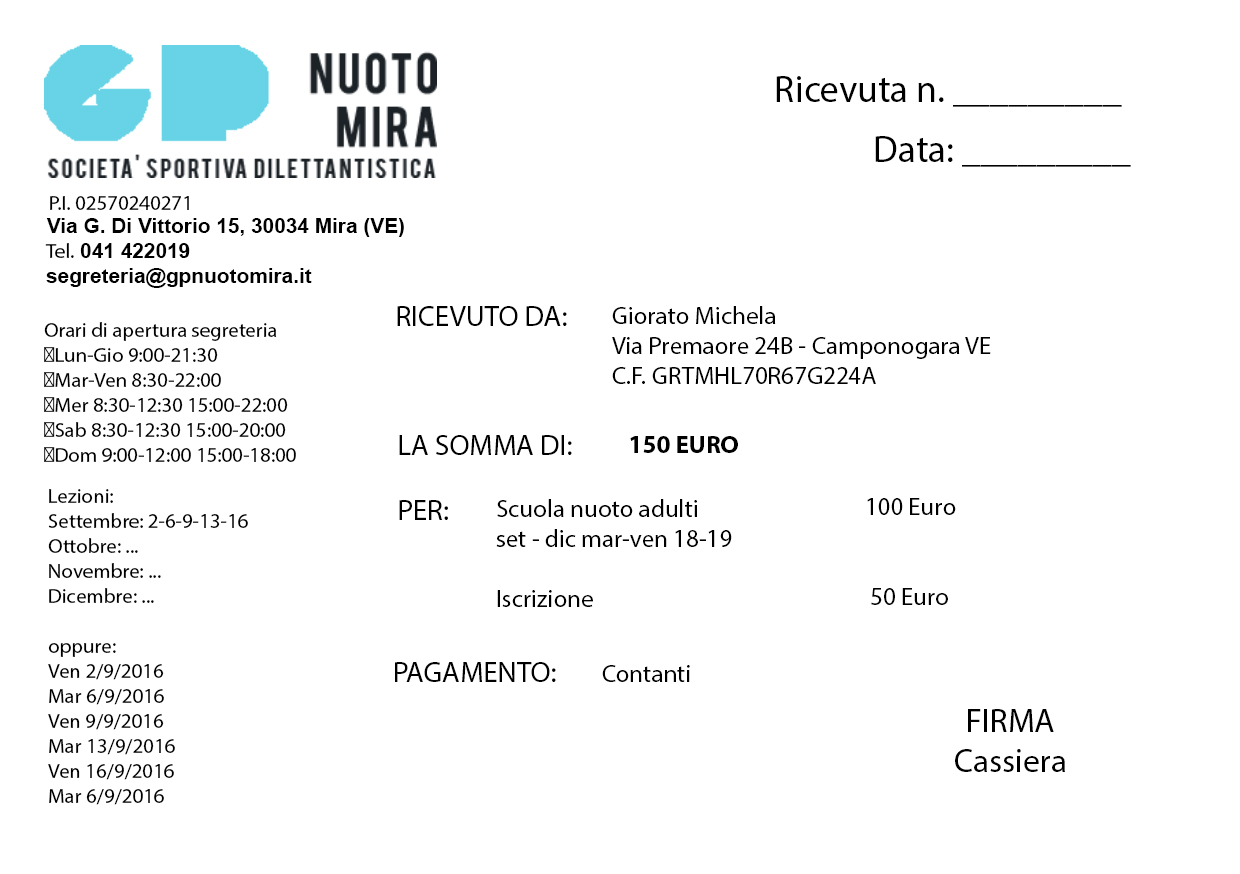 GP NUOTO
MIRA
SOCIETA' SPORTIVA DILETTANTISTICA
P.I. 02570240271
Via G. Di Vittorio 15, 30034 Mira (VE)
Tel. 041 422019
segreteria@gpnuotomira.it
Ricevuta n. _________
Data: _________
Orari di apertura segreteria
Lun-Gio 9:00-21:30
Mar-Ven 8:30-22:00
Mer 8:30-12:30 15:00-22:00
Sab 8:30-12:30 15:00-20:00
Dom 9:00-12:00 15:00-18:00
Lezioni:
Settembre: 2-6-9-13-16
Ottobre: ...
Novembre: ...
Dicembre: ...
oppure:
Ven 2/9/2016
Mar 6/9/2016
Ven 9/9/2016
Mar 13/9/2016
Ven 16/9/2016
Mar 6/9/2016
RICEVUTO DA: Giorato Michela
Via Premaore 24B - Camponogara VE
C.F. GRTMHL70R67G224A
LA SOMMA DI: 150 EURO
PER: Scuola nuoto adulti 100 Euro
set - dic mar-ven 18-19
Iscrizione 50 Euro
PAGAMENTO: Contanti
FIRMA
Cassiera